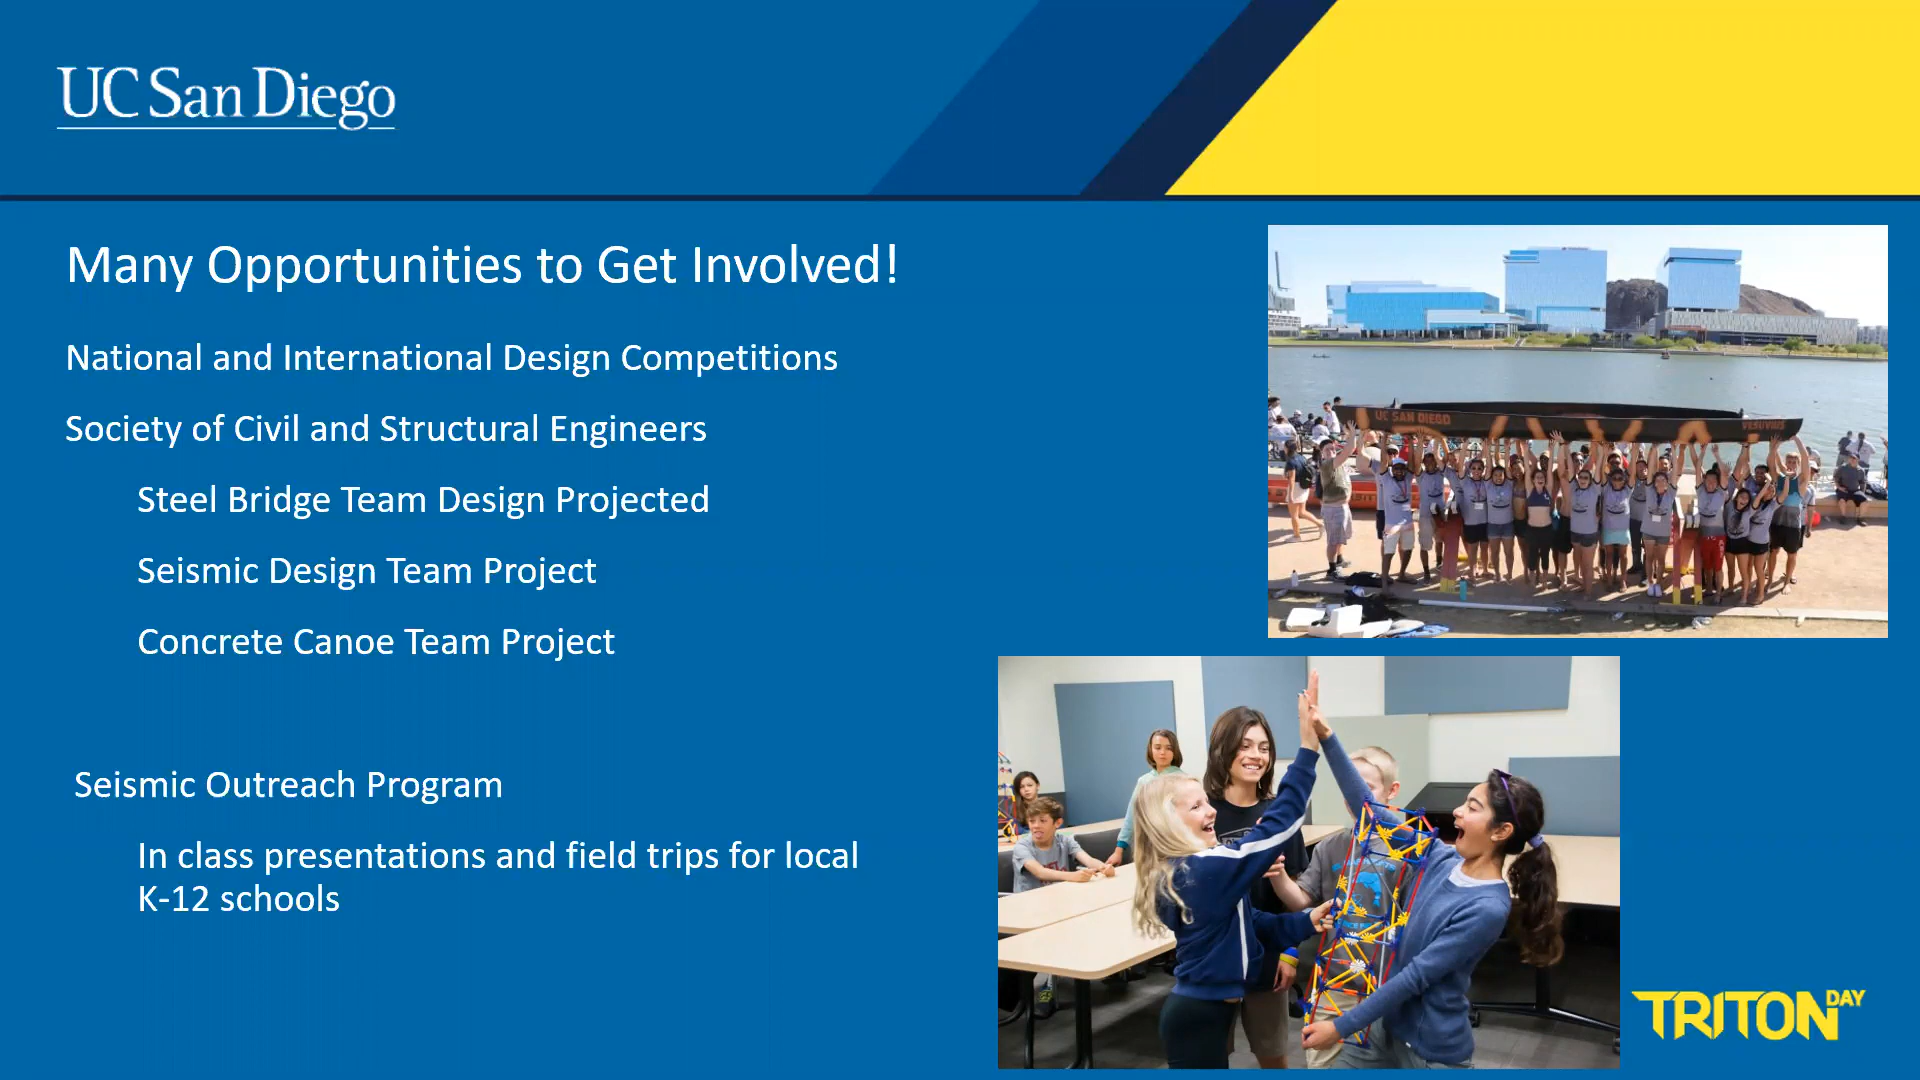 UC San Diego
Many Opportunities to Get Involved!
National and International Design Competitions
Society of Civil and Structural Engineers
Steel Bridge Team Design Projected
Seismic Design Team Project
Concrete Canoe Team Project
Seismic Outreach Program
In class presentations and field trips for local
K-12 schools
UC SAN DIEGO
TRITON DAY